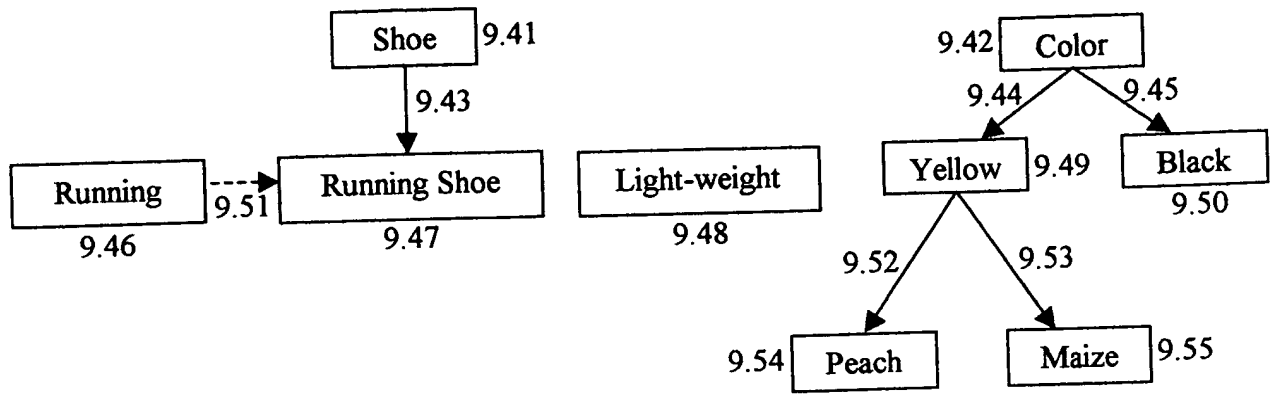 Shoe 9.41
9.42 Color
9.43
9.44 9.45
Running
9.51
Running Shoe
Light-weight
Yellow 9.49
Black
9.46
9.47
9.48
9.50
9.52 9.53
9.54 Peach
Maize 9.55